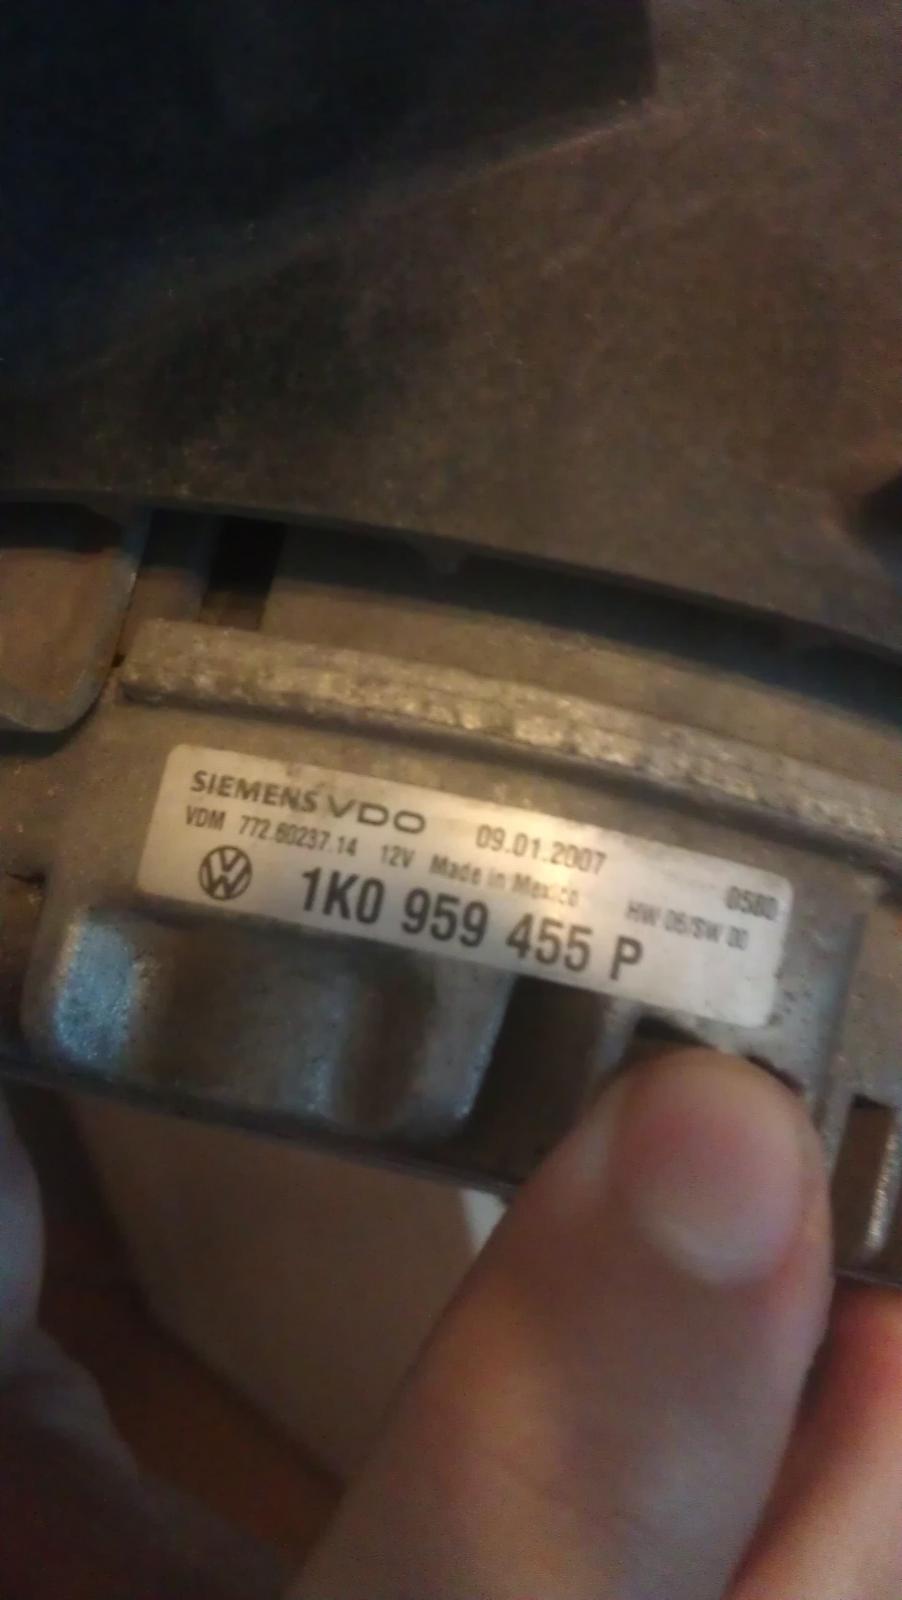 SIEMENS VDO 09.01.2007 0580
VDM 772.60237.14 12V Made in Mexico HW 05/SW 00
1K0 959 455 P